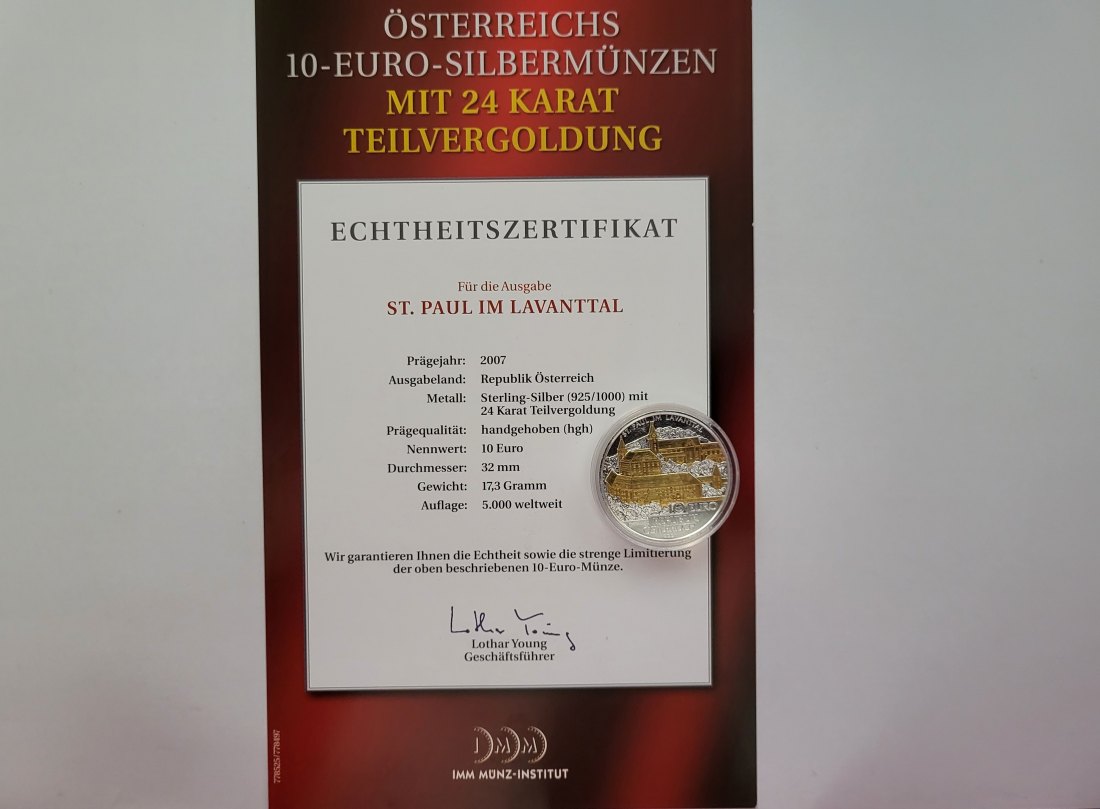 ÖSTERREICHS
10-EURO-SILBERMÜNZEN
MIT 24 KARAT
TEILVERGOLDUNG
ECHTHEITSZERTIFIKAT
Für die Ausgabe
ST. PAUL IM LAVANTTAL
Prägejahr: 2007
Ausgabeland: Republik Österreich
Metall: Sterling-Silber (925/1000) mit
24 Karat Teilvergoldung
Prägequalität: handgehoben (hgh)
Nennwert: 10 Euro
Durchmesser: 32 mm
Gewicht: 17,3 Gramm
Auflage: 5.000 weltweit
ST. PAUL IM LAVANTTAL
10 EURO
Wir garantieren Ihnen die Echtheit sowie die strenge Limitierung
der oben beschriebenen 10-Euro-Münze.
Lothar Young
Lothar Young
Geschäftsführer
IMM
IMM MÜNZ-INSTITUT
778525/778497